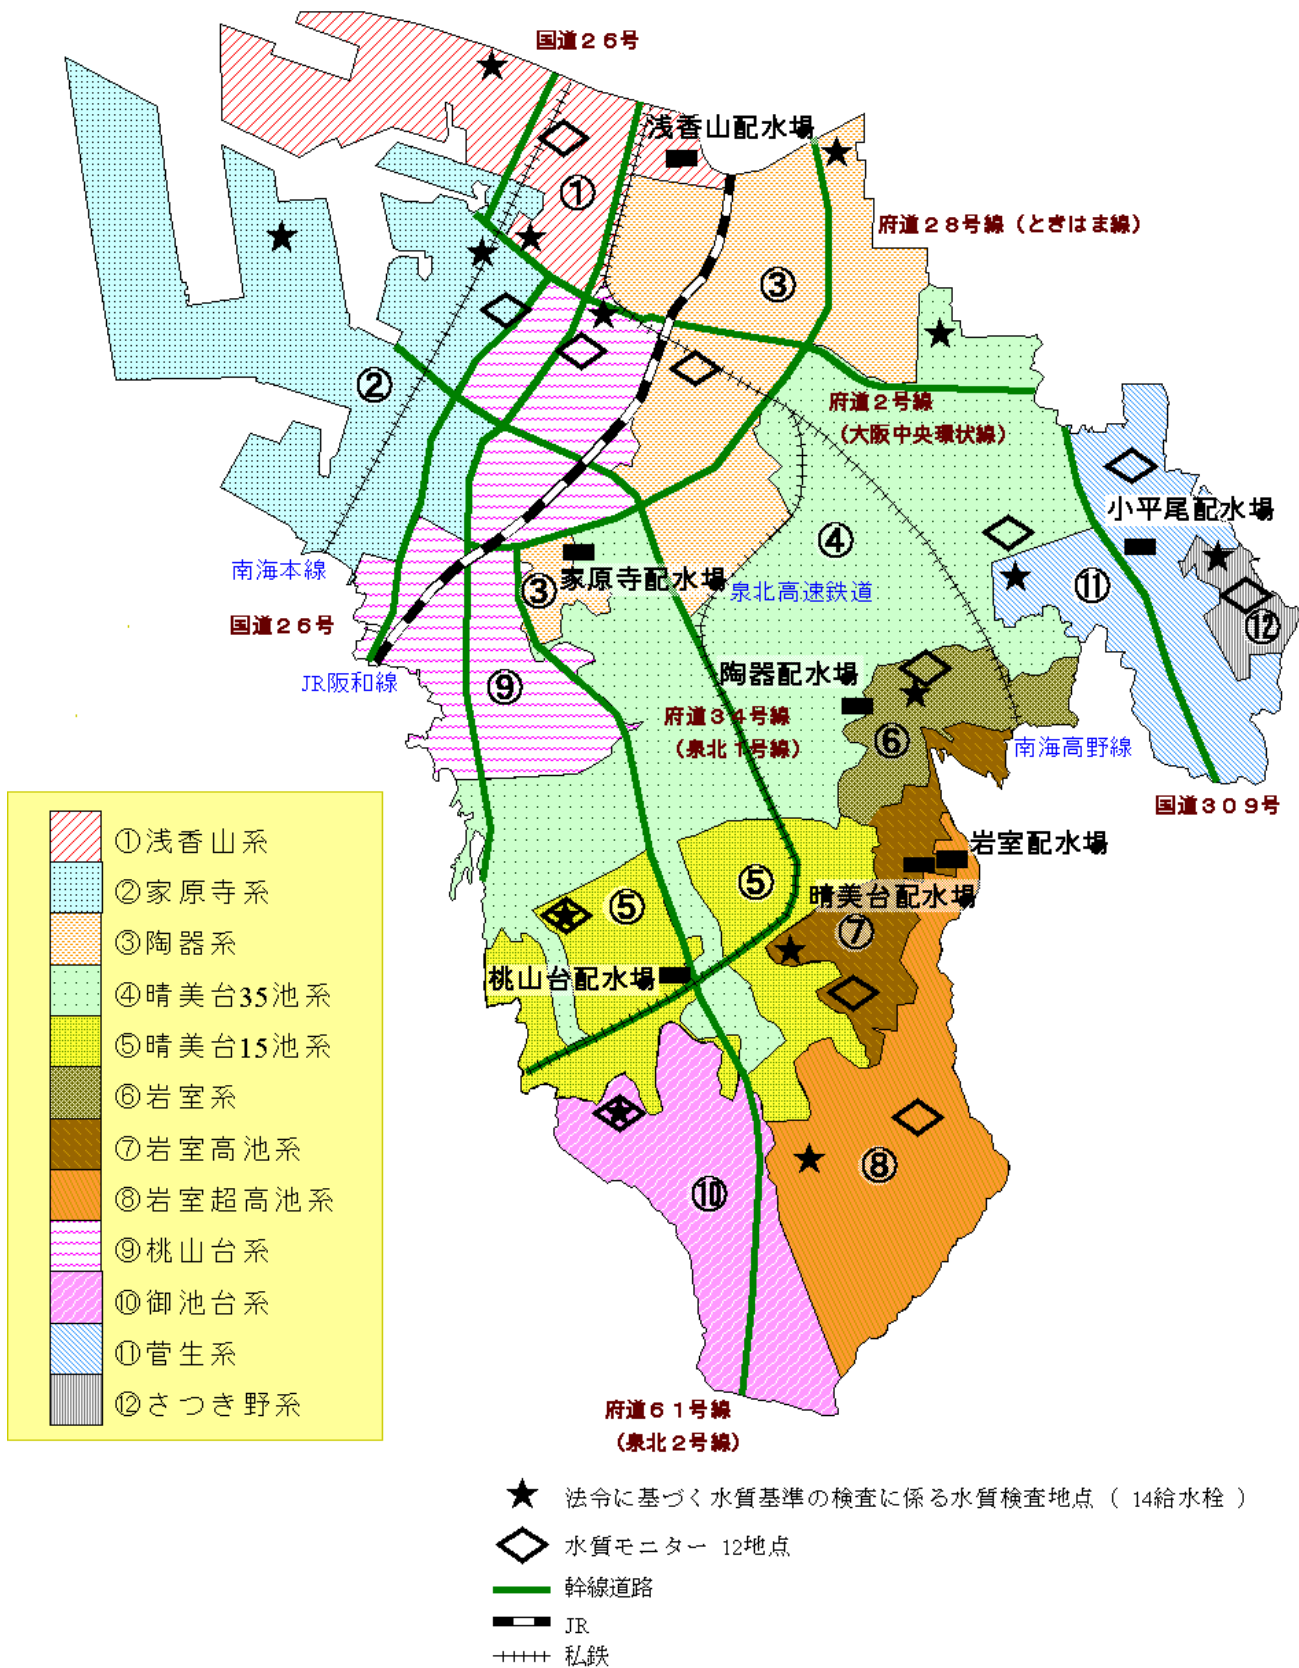 国道２６号
浅香山配水場
①
府道２８号線（ときはま線）
③
②
府道２号線
（大阪中央環状線）
小平尾配水場
④
南海本線
家原寺配水場
③
泉北高速鉄道
⑪
⑫
国道２６号
JR阪和線
⑨
陶器配水場
府道３４号線
（泉北１号線）
⑥
南海高野線
国道３０９号
岩室配水場
⑤
⑤
晴美台配水場
⑦
桃山台配水場
⑧
⑩
府道６１号線
（泉北２号線）
①浅香山系
②家原寺系
③陶器系
④晴美台35池系
⑤晴美台15池系
⑥岩室系
⑦岩室高池系
⑧岩室超高池系
⑨桃山台系
⑩御池台系
⑪菅生系
⑫さつき野系
法令に基づく水質基準の検査に係る水質検査地点（ 14給水栓 ）
水質モニター 12地点
幹線道路
JR
私鉄